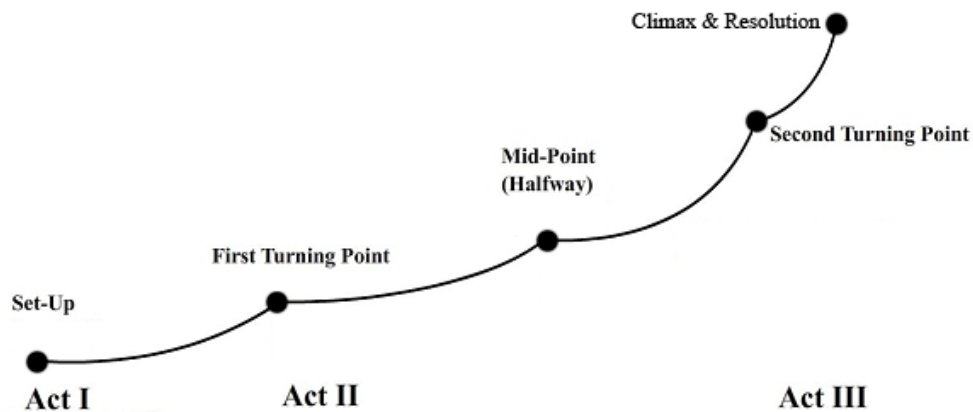 Climax & Resolution
Second Turning Point
Mid-Point
(Halfway)
First Turning Point
Set-Up
Act I
Act II
Act III